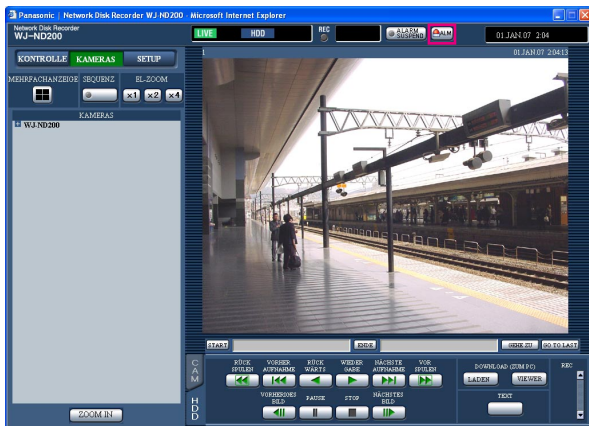 Panasonic | Network Disk Recorder WJ-ND200 - Microsoft Internet Explorer
Network Disk Recorder
WJ-ND200
LIVE HDD REC ALARM SUSPEND ALM 01.JAN.07 2:04
KONTROLLE KAMERAS SETUP
MEHRFACHANZEIGE SEQUENZ EL-ZOOM
x1 x2 x4
KAMERAS
WJ-ND200
ZOOM IN
1 01.JAN.07 2:04:13
START ENDE GEHE ZU GO TO LAST
CAM
HDD
RÜCK SPULEN
VORHER AUFNAHME
RÜCK WÄRTS
WIEDER GABE
NÄCHSTE AUFNAHME
VOR SPULEN
VORHERIGES BILD
PAUSE
STOP
NÄCHSTES BILD
DOWNLOAD (ZUM PC)
LADEN VIEWER
TEXT
REC